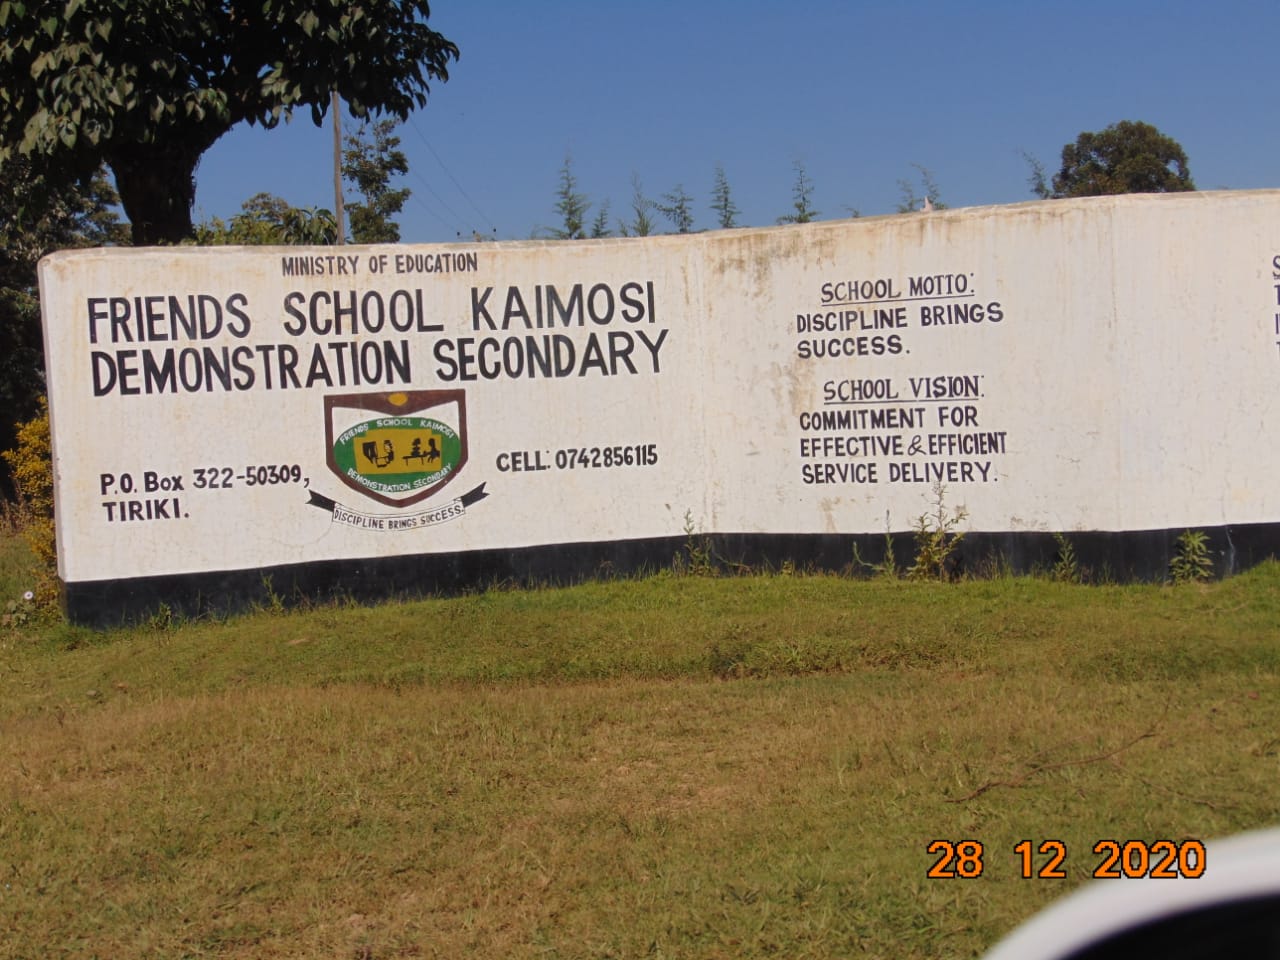 MINISTRY OF EDUCATION
FRIENDS SCHOOL KAIMOSI
DEMONSTRATION SECONDARY
P.O. Box 322-50309,
TIRIKI.
FRIENDS SCHOOL KAIMOSI
DEMONSTRATION SECONDARY
DISCIPLINE BRINGS SUCCESS.
CELL: 0742856115
SCHOOL MOTTO:
DISCIPLINE BRINGS
SUCCESS.
SCHOOL VISION:
COMMITMENT FOR
EFFECTIVE & EFFICIENT
SERVICE DELIVERY.
28 12 2020